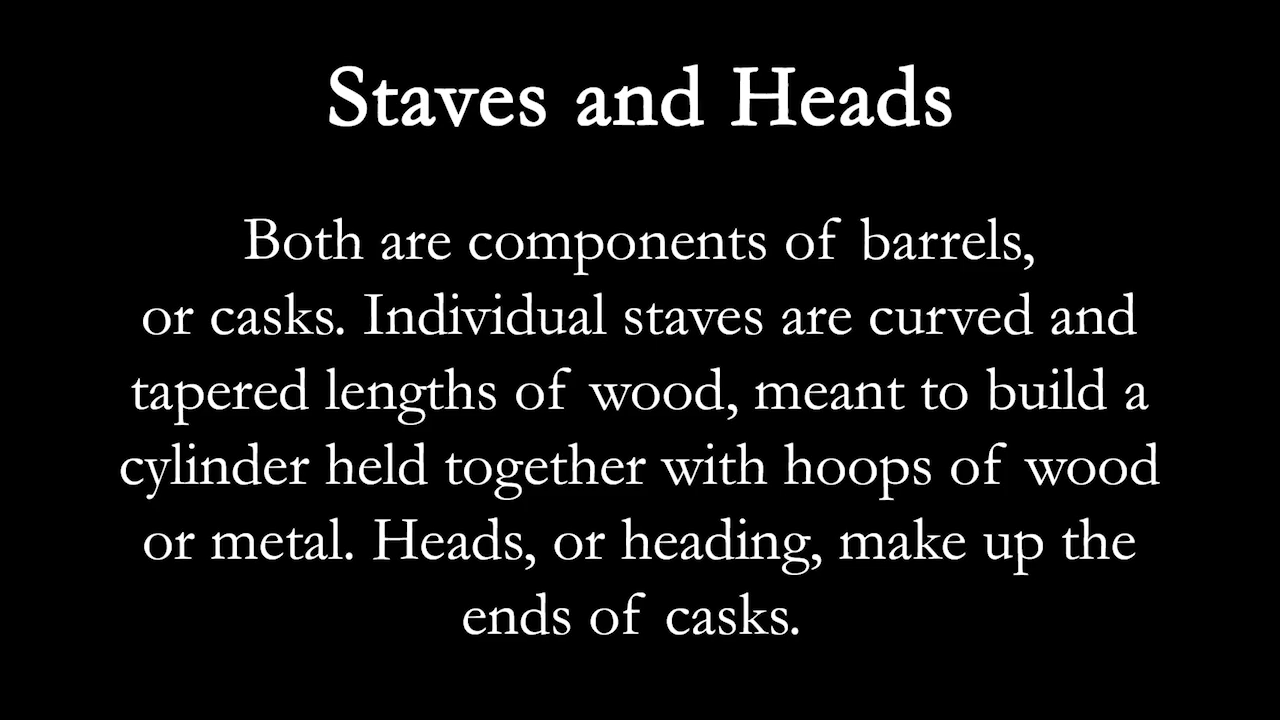 Staves and Heads
Both are components of barrels,
or casks. Individual staves are curved and
tapered lengths of wood, meant to build a
cylinder held together with hoops of wood
or metal. Heads, or heading, make up the
ends of casks.